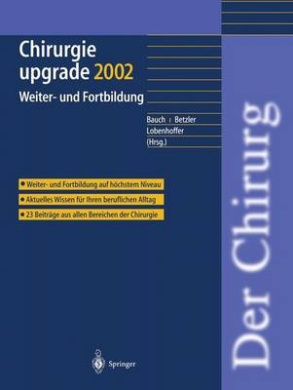 Chirurgie
upgrade 2002
Weiter- und Fortbildung
Bauch Betzler
Lobenhoffer
(Hrsg.)
Weiter- und Fortbildung auf höchstem Niveau
Aktuelles Wissen für Ihren beruflichen Alltag
23 Beiträge aus allen Bereichen der Chirurgie
Springer
Der Chirurg